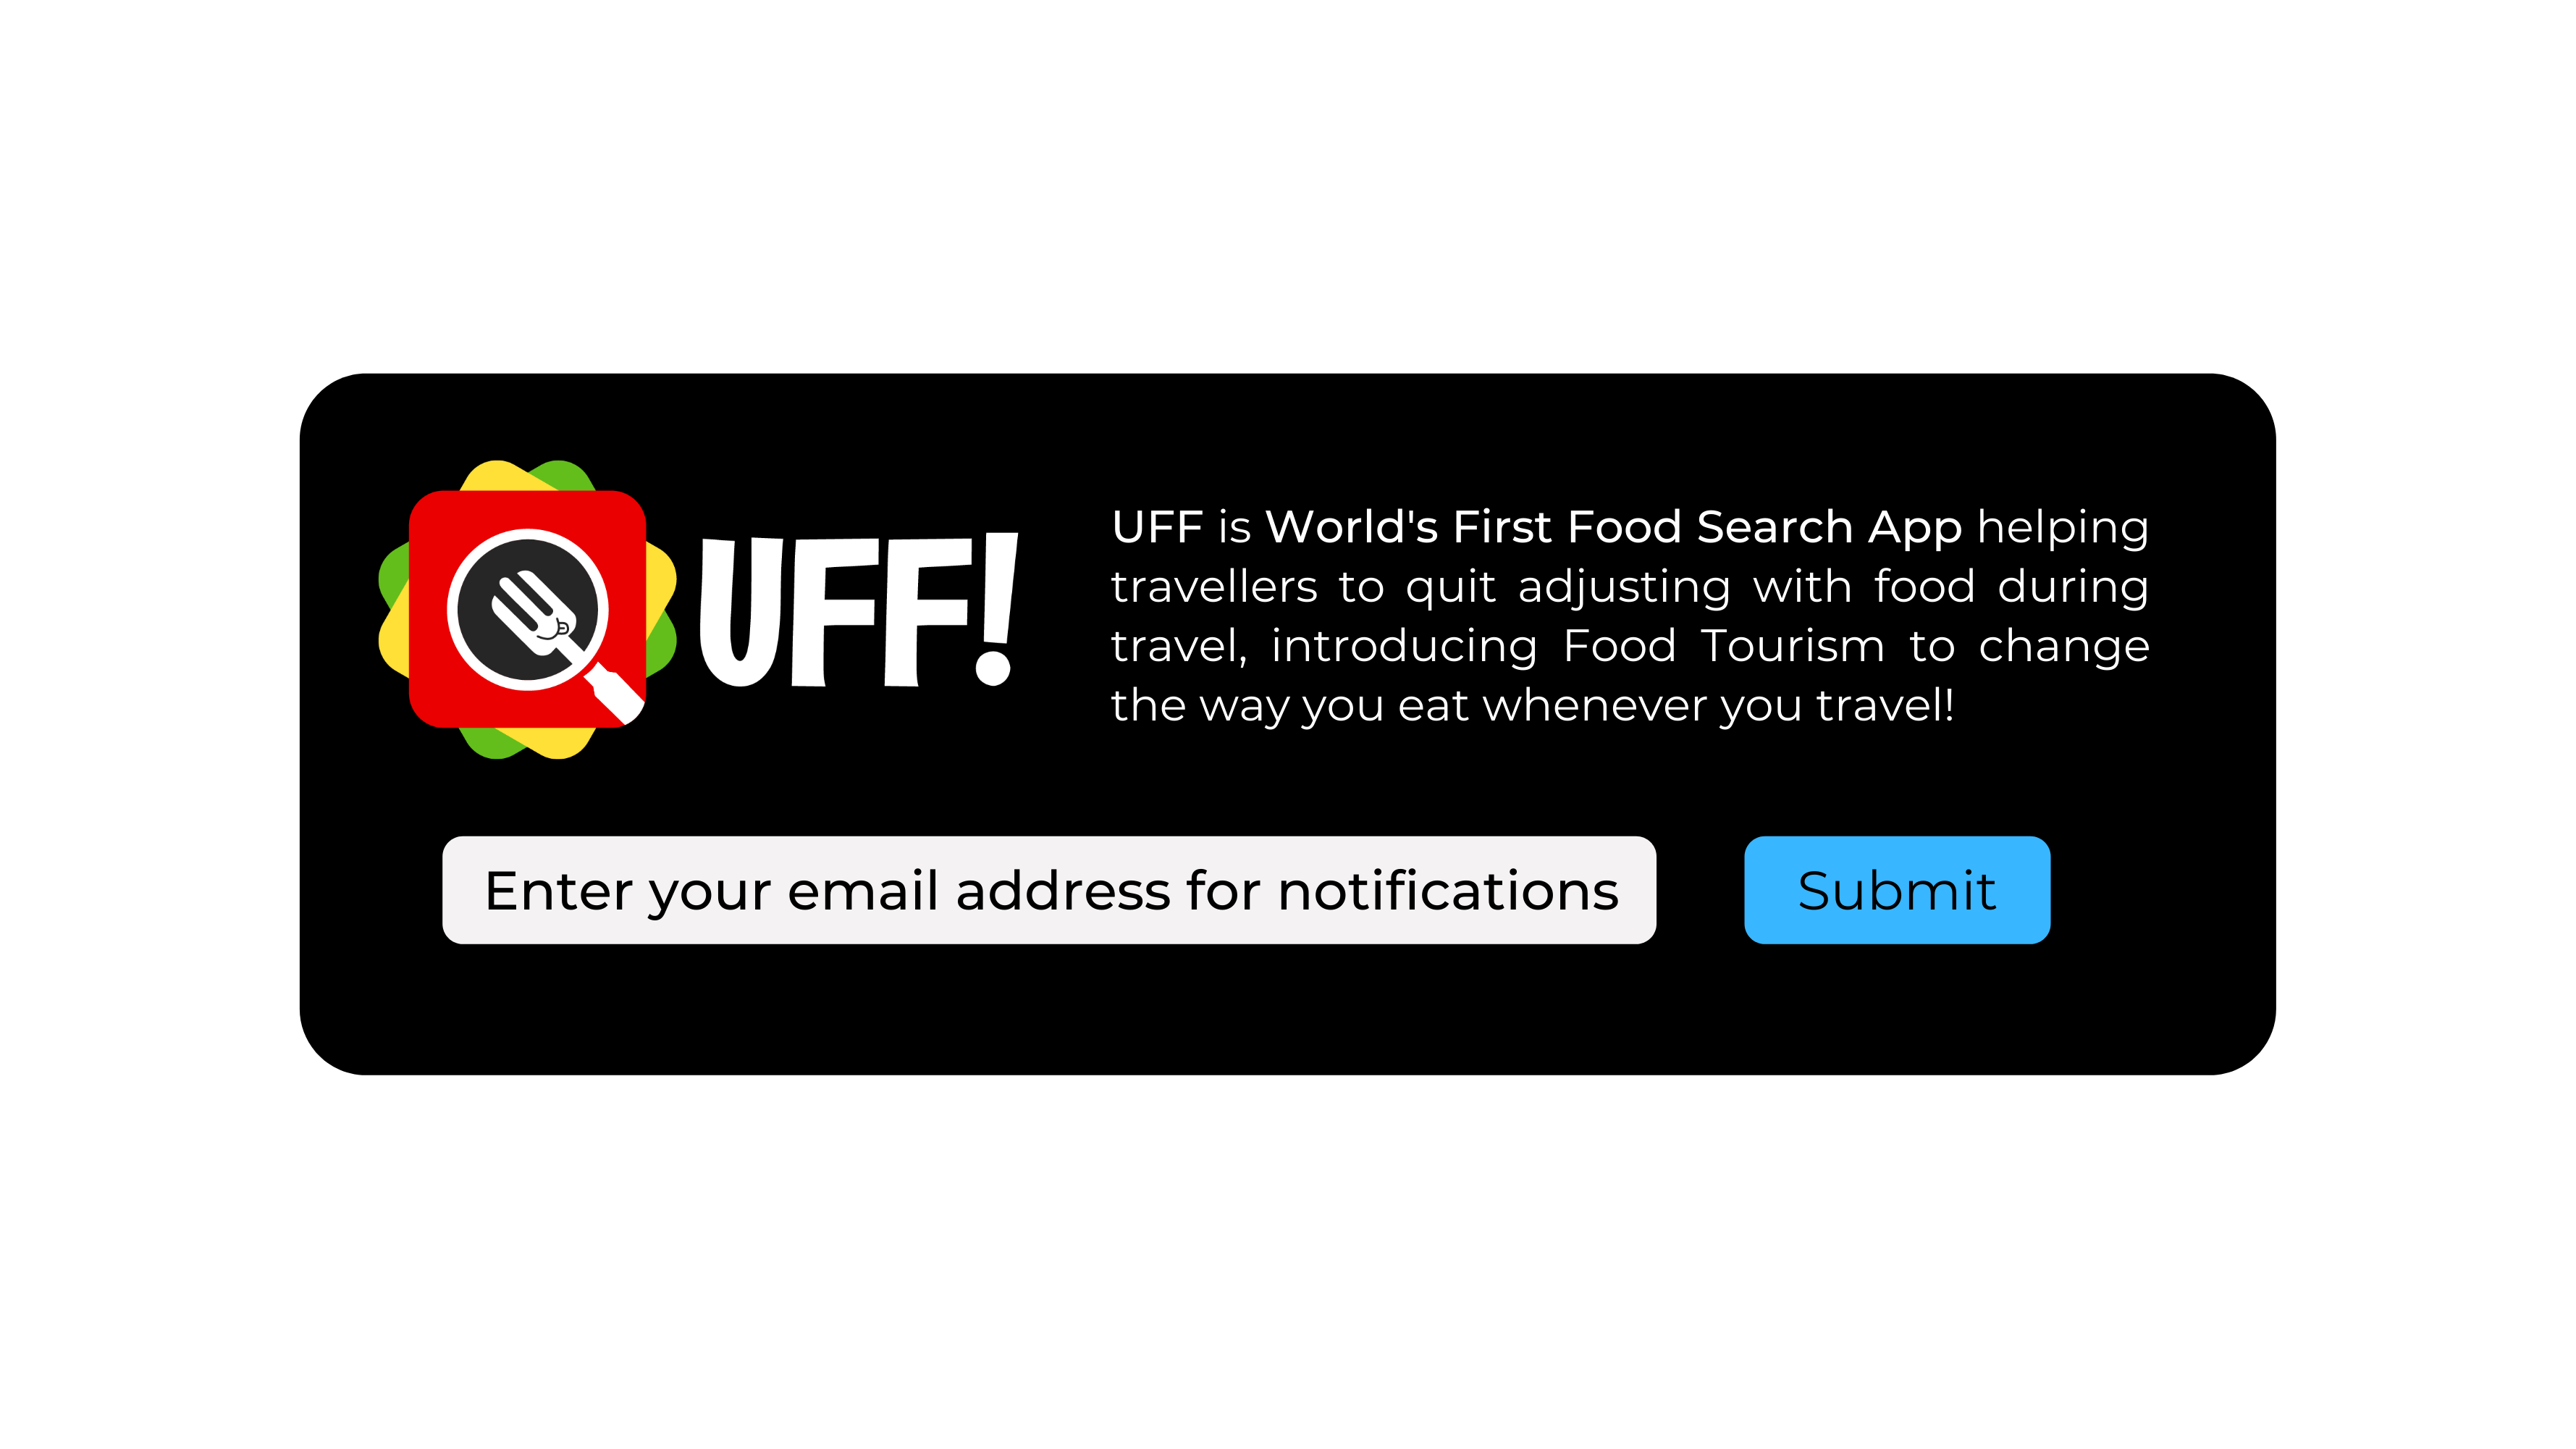 UFF!
UFF is World's First Food Search App helping
travellers to quit adjusting with food during
travel, introducing Food Tourism to change
the way you eat whenever you travel!
Enter your email address for notifications
Submit